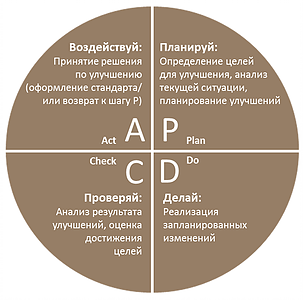 Воздействуй:
Принятие решения
по улучшению
(оформление стандарта/
или возврат к шагу P)
Act
A
Планируй:
Определение целей
для улучшения, анализ
текущей ситуации,
планирование улучшений
P
Plan
Check
C
Проверяй:
Анализ результата
улучшений, оценка
достижения
целей
D
Do
Делай:
Реализация
запланированных
изменений